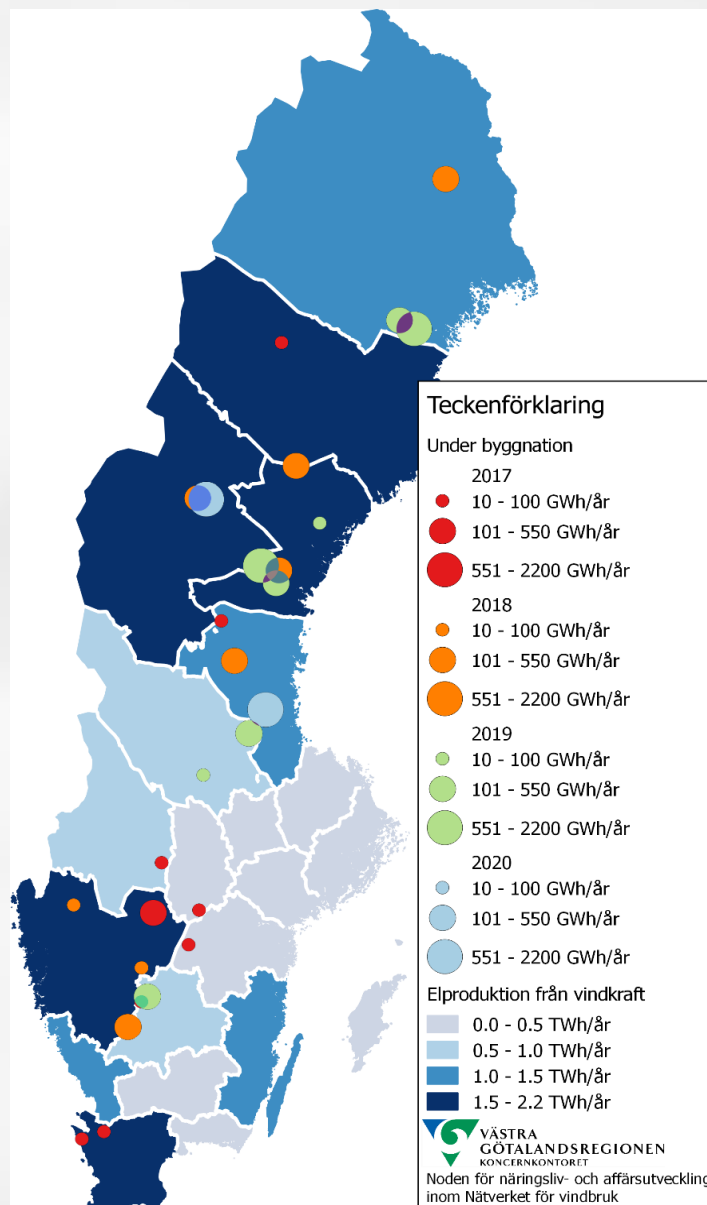 Teckenförklaring
Under byggnation
2017
10 - 100 GWh/år
101 - 550 GWh/år
551 - 2200 GWh/år
2018
10 - 100 GWh/år
101 - 550 GWh/år
551 - 2200 GWh/år
2019
10 - 100 GWh/år
101 - 550 GWh/år
551 - 2200 GWh/år
2020
10 - 100 GWh/år
101 - 550 GWh/år
551 - 2200 GWh/år
Elproduktion från vindkraft
0.0 - 0.5 TWh/år
0.5 - 1.0 TWh/år
1.0 - 1.5 TWh/år
1.5 - 2.2 TWh/år
VÄSTRA
GÖTALANDSREGIONEN
KONCERNKONTORET
Noden för näringsliv- och affärsutveckling
inom Nätverket för vindbruk